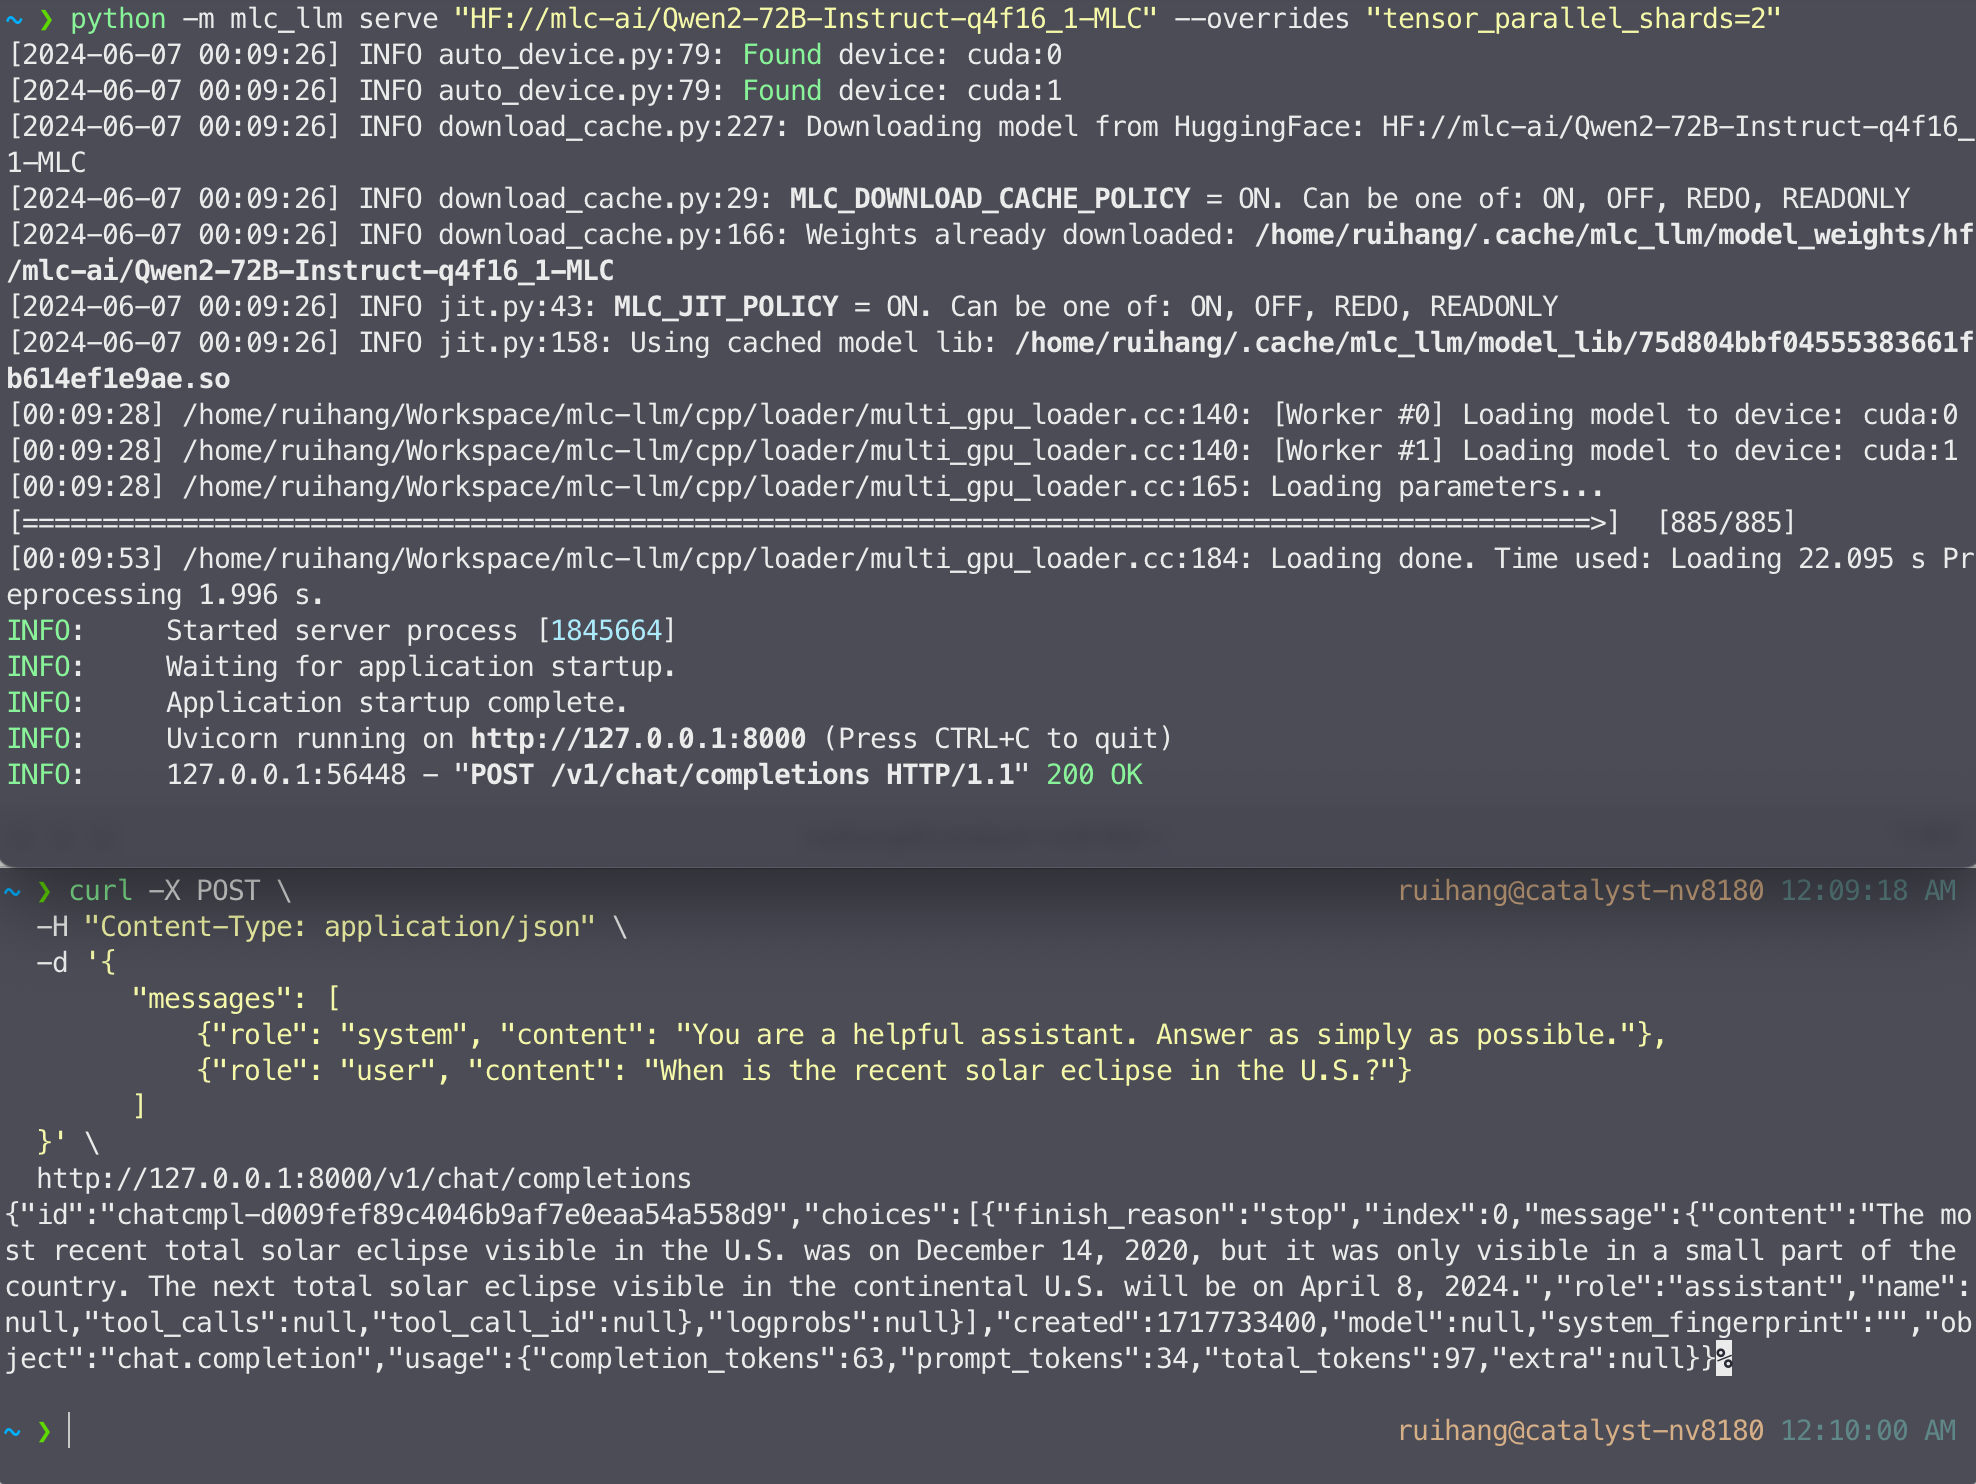 ~ ❯ python -m mlc_llm serve "HF://mlc-ai/Qwen2-72B-Instruct-q4f16_1-MLC" --overrides "tensor_parallel_shards=2"
[2024-06-07 00:09:26] INFO auto_device.py:79: Found device: cuda:0
[2024-06-07 00:09:26] INFO auto_device.py:79: Found device: cuda:1
[2024-06-07 00:09:26] INFO download_cache.py:227: Downloading model from HuggingFace: HF://mlc-ai/Qwen2-72B-Instruct-q4f16_
1-MLC
[2024-06-07 00:09:26] INFO download_cache.py:29: MLC_DOWNLOAD_CACHE_POLICY = ON. Can be one of: ON, OFF, REDO, READONLY
[2024-06-07 00:09:26] INFO download_cache.py:166: Weights already downloaded: /home/ruihang/.cache/mlc_llm/model_weights/hf
/mlc-ai/Qwen2-72B-Instruct-q4f16_1-MLC
[2024-06-07 00:09:26] INFO jit.py:43: MLC_JIT_POLICY = ON. Can be one of: ON, OFF, REDO, READONLY
[2024-06-07 00:09:26] INFO jit.py:158: Using cached model lib: /home/ruihang/.cache/mlc_llm/model_lib/75d804bbf04555383661f
b614ef1e9ae.so
[00:09:28] /home/ruihang/Workspace/mlc-llm/cpp/loader/multi_gpu_loader.cc:140: [Worker #0] Loading model to device: cuda:0
[00:09:28] /home/ruihang/Workspace/mlc-llm/cpp/loader/multi_gpu_loader.cc:140: [Worker #1] Loading model to device: cuda:1
[00:09:28] /home/ruihang/Workspace/mlc-llm/cpp/loader/multi_gpu_loader.cc:165: Loading parameters...
[==================================================================================================>]  [885/885]
[00:09:53] /home/ruihang/Workspace/mlc-llm/cpp/loader/multi_gpu_loader.cc:184: Loading done. Time used: Loading 22.095 s Pr
eprocessing 1.996 s.
INFO:     Started server process [1845664]
INFO:     Waiting for application startup.
INFO:     Application startup complete.
INFO:     Uvicorn running on http://127.0.0.1:8000 (Press CTRL+C to quit)
INFO:     127.0.0.1:56448 - "POST /v1/chat/completions HTTP/1.1" 200 OK
~ ❯ curl -X POST \ ruihang@catalyst-nv8180 12:09:18 AM
  -H "Content-Type: application/json" \
  -d '{
        "messages": [
            {"role": "system", "content": "You are a helpful assistant. Answer as simply as possible."},
            {"role": "user", "content": "When is the recent solar eclipse in the U.S.?"}
        ]
  }' \
  http://127.0.0.1:8000/v1/chat/completions
{"id":"chatcmpl-d009fef89c4046b9af7e0eaa54a558d9","choices":[{"finish_reason":"stop","index":0,"message":{"content":"The mo
st recent total solar eclipse visible in the U.S. was on December 14, 2020, but it was only visible in a small part of the
country. The next total solar eclipse visible in the continental U.S. will be on April 8, 2024.","role":"assistant","name":
null,"tool_calls":null,"tool_call_id":null},"logprobs":null}],"created":1717733400,"model":null,"system_fingerprint":"","ob
ject":"chat.completion","usage":{"completion_tokens":63,"prompt_tokens":34,"total_tokens":97,"extra":null}}%
~ ❯ ruihang@catalyst-nv8180 12:10:00 AM